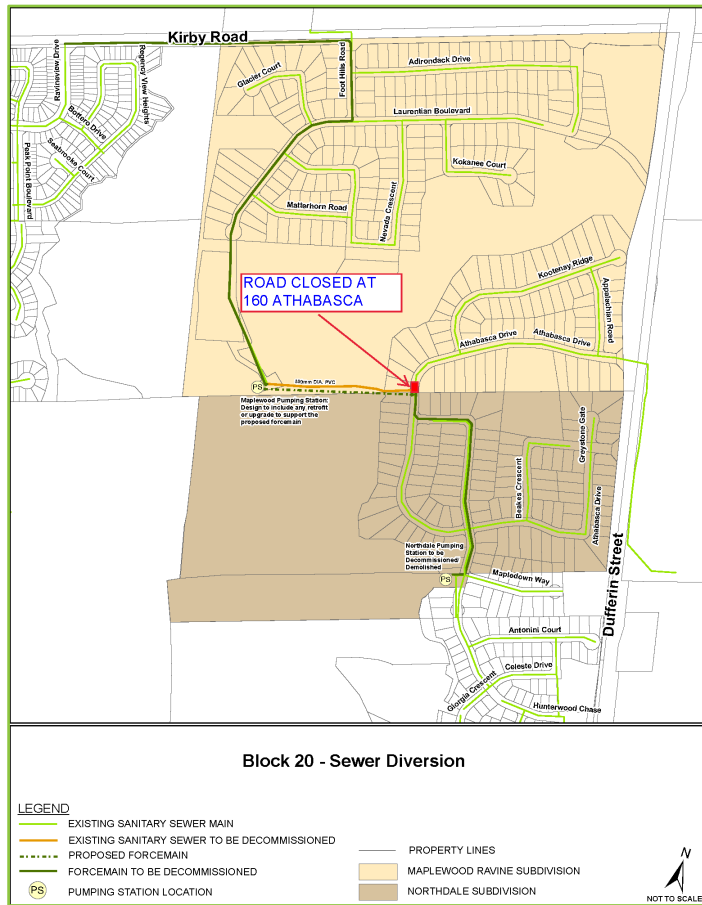 Kirby Road
Ravineview Drive
Regency View Heights
Bottero Drive
Seabrooke Court
Peak Point Boulevard
Glacier Court
Foot Hills Road
Adirondack Drive
Laurentian Boulevard
Kokanee Court
Matterhorn Road
Nevada Crescent
ROAD CLOSED AT
160 ATHABASCA
Kootenay Ridge
Appalachian Road
Athabasca Drive
Athabasca Drive
PS
400mm DIA. PVC
Maplewood Pumping Station:
Design to include any retrofit
or upgrade to support the
proposed forcemain
Greystone Gate
Beakes Crescent
Athabasca Drive
Northdale Pumping
Station to be
Decommissioned/
Demolished
PS
Mapledown Way
Dufferin Street
Antonini Court
Celeste Drive
Giorgia Crescent
Hunterwood Chase
Block 20 - Sewer Diversion
LEGEND
EXISTING SANITARY SEWER MAIN
EXISTING SANITARY SEWER TO BE DECOMMISSIONED
PROPOSED FORCEMAIN
FORCEMAIN TO BE DECOMMISSIONED
PS PUMPING STATION LOCATION
PROPERTY LINES
MAPLEWOOD RAVINE SUBDIVISION
NORTHDALE SUBDIVISION
N
NOT TO SCALE